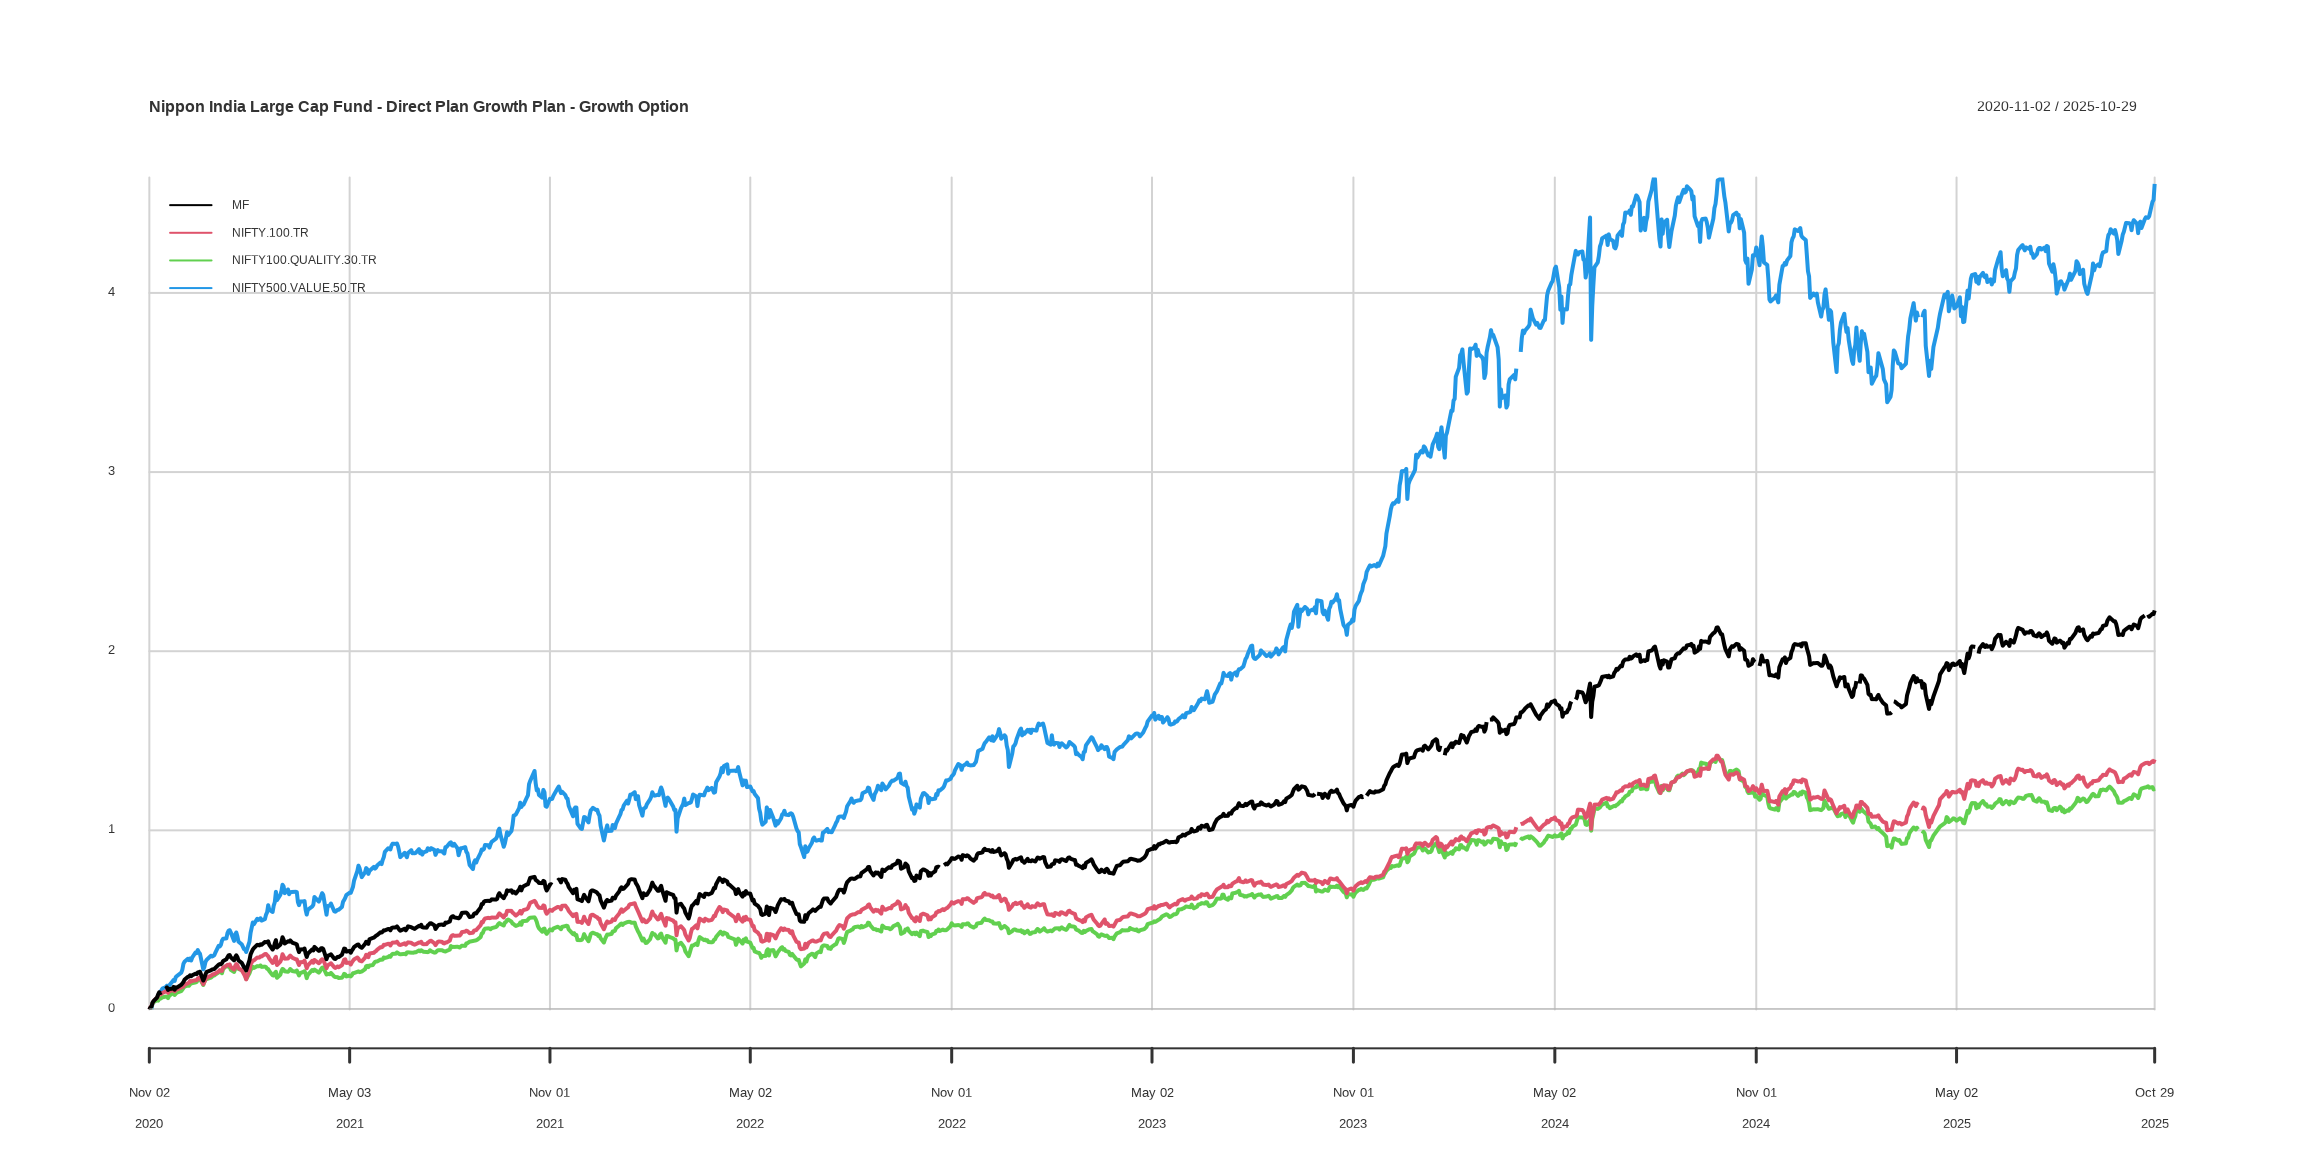 Nippon India Large Cap Fund - Direct Plan Growth Plan - Growth Option
2020-11-02 / 2025-10-29
MF
NIFTY.100.TR
NIFTY100.QUALITY.30.TR
NIFTY500.VALUE.50.TR
4
3
2
1
0
Nov 02 May 03 Nov 01 May 02 Nov 01 May 02 Nov 01 May 02 Nov 01 May 02 Oct 29
2020 2021 2021 2022 2022 2023 2023 2024 2024 2025 2025